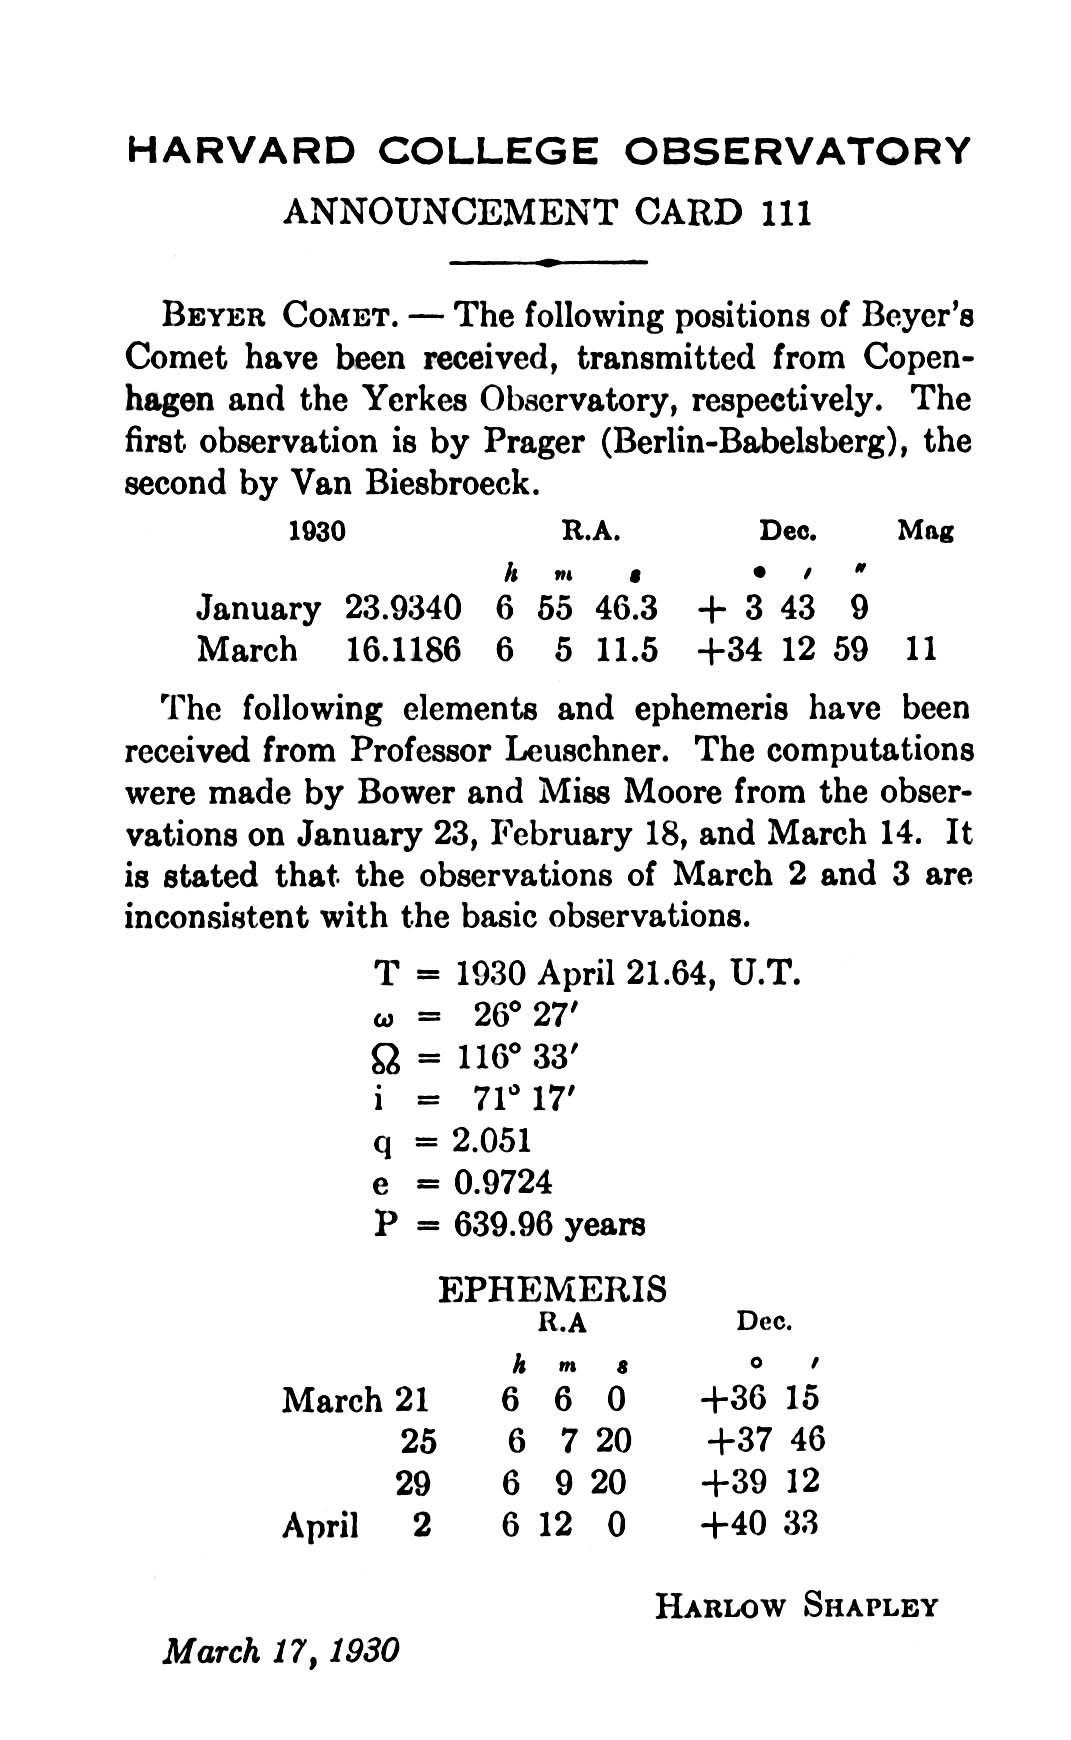 HARVARD COLLEGE OBSERVATORY
ANNOUNCEMENT CARD 111
BEYER COMET. — The following positions of Beyer's
Comet have been received, transmitted from Copen-
hagen and the Yerkes Observatory, respectively. The
first observation is by Prager (Berlin-Babelsberg), the
second by Van Biesbroeck.
1930 R.A. Dec. Mag
h m s ° ′ ″
January 23.9340 6 55 46.3 + 3 43 9
March 16.1186 6 5 11.5 +34 12 59 11
The following elements and ephemeris have been
received from Professor Leuschner. The computations
were made by Bower and Miss Moore from the obser-
vations on January 23, February 18, and March 14. It
is stated that the observations of March 2 and 3 are
inconsistent with the basic observations.
T = 1930 April 21.64, U.T.
ω = 26° 27′
☊ = 116° 33′
i = 71° 17′
q = 2.051
e = 0.9724
P = 639.96 years
EPHEMERIS
R.A Dec.
h m s ° ′
March 21 6 6 0 +36 15
25 6 7 20 +37 46
29 6 9 20 +39 12
April 2 6 12 0 +40 33
HARLOW SHAPLEY
March 17, 1930